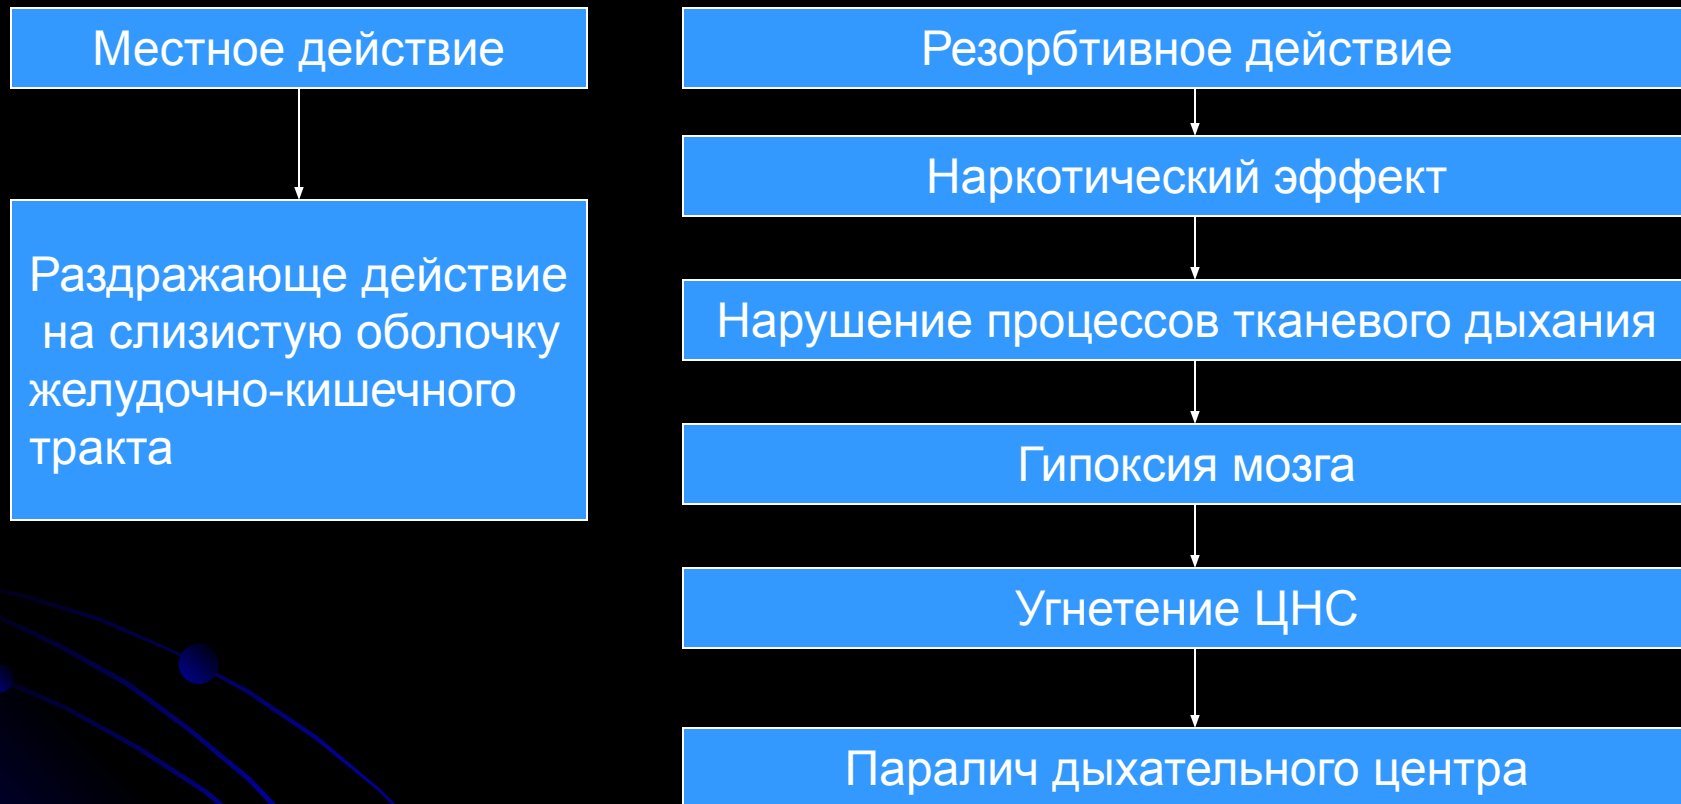 Местное действие
Раздражающе действие
на слизистую оболочку
желудочно-кишечного
тракта
Резорбтивное действие
Наркотический эффект
Нарушение процессов тканевого дыхания
Гипоксия мозга
Угнетение ЦНС
Паралич дыхательного центра